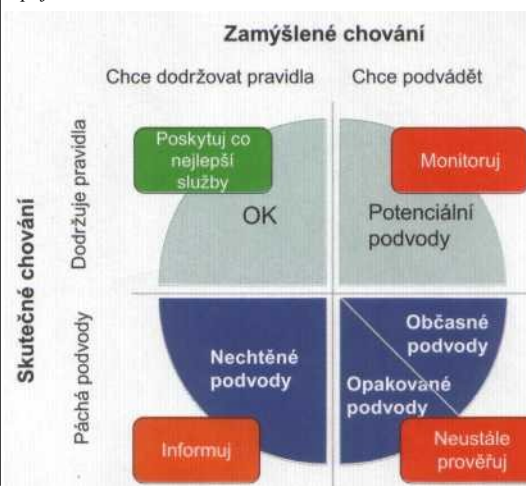 Zamýšlené chování
Chce dodržovat pravidla
Chce podvádět
Skutečné chování
Dodržuje pravidla
Páchá podvody
Poskytuj co
nejlepší
služby
OK
Monitoruj
Potenciální
podvody
Nechtěné
podvody
Informuj
Občasné
podvody
Opakované
podvody
Neustále
prověřuj